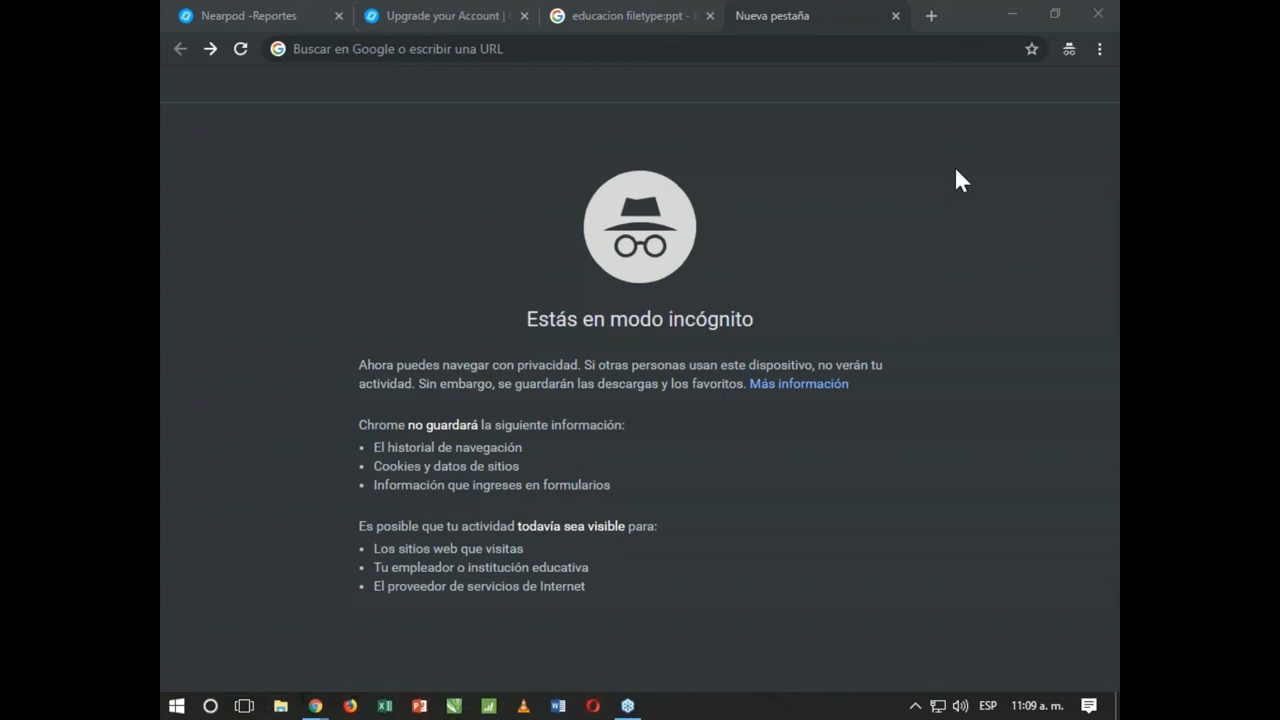 Nearpod -Reportes
Upgrade your Account |
educacion filetype:ppt -
Nueva pestaña
Buscar en Google o escribir una URL
Estás en modo incógnito
Ahora puedes navegar con privacidad. Si otras personas usan este dispositivo, no verán tu
actividad. Sin embargo, se guardarán las descargas y los favoritos. Más información
Chrome no guardará la siguiente información:
• El historial de navegación
• Cookies y datos de sitios
• Información que ingreses en formularios
Es posible que tu actividad todavía sea visible para:
• Los sitios web que visitas
• Tu empleador o institución educativa
• El proveedor de servicios de Internet
ESP
11:09 a. m.